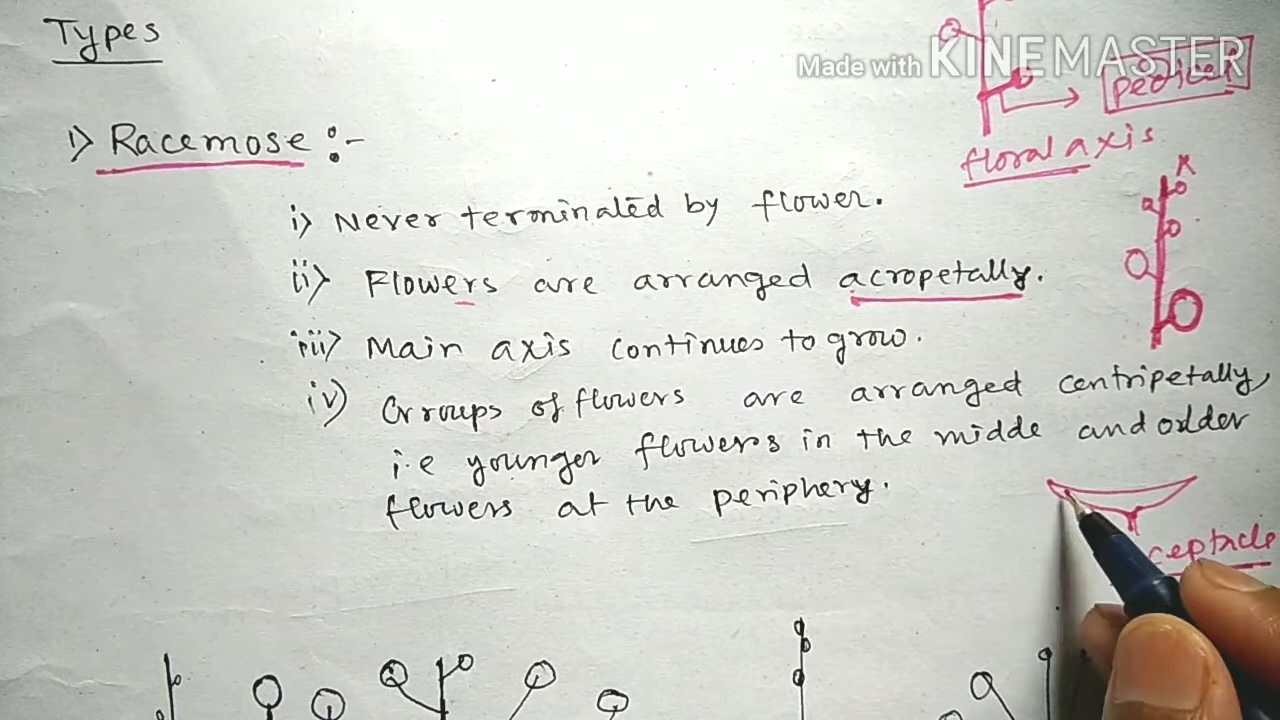 Types
Made with KINEMASTER
pedicel
floral axis
1) Racemose :-
i) Never terminated by flower.
ii) Flowers are arranged acropetally.
iii) Main axis continues to grow.
iv) Groups of flowers are arranged centripetally,
i.e younger flowers in the midde and oulder
flowers at the periphery.
ceptacle